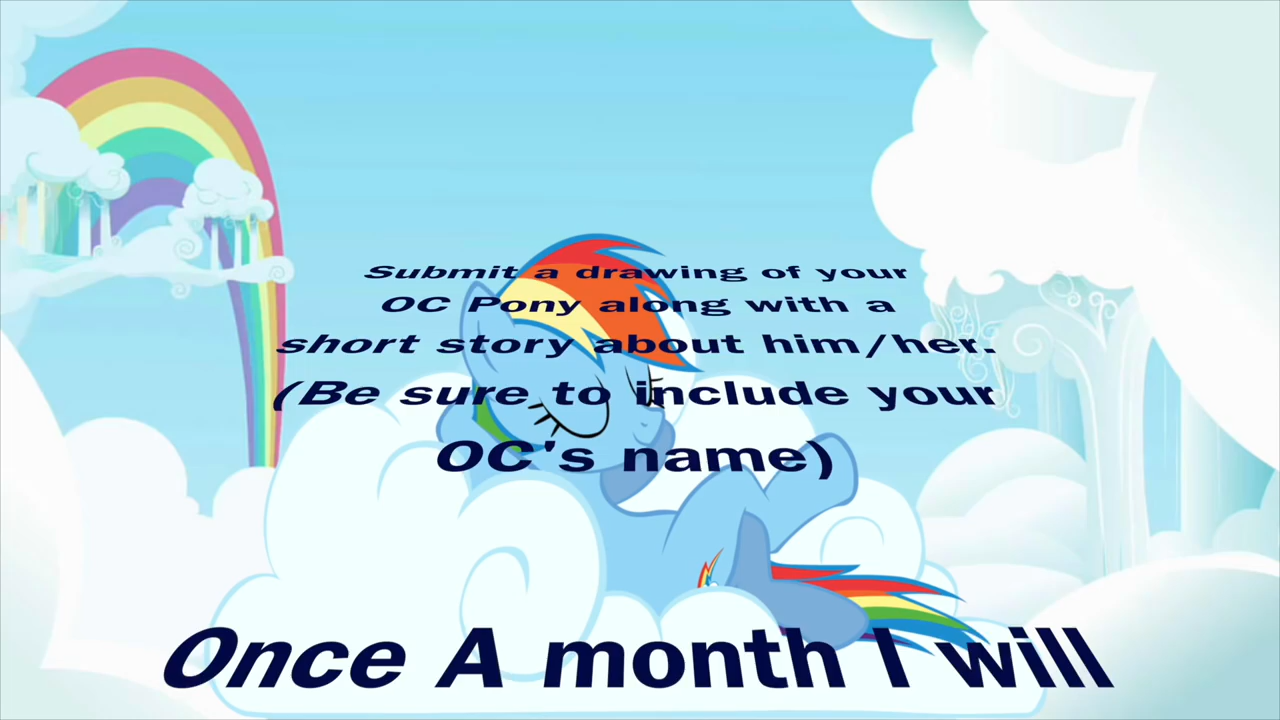 Submit a drawing of your
OC Pony along with a
short story about him/her.
(Be sure to include your
OC's name)
Once A month I will